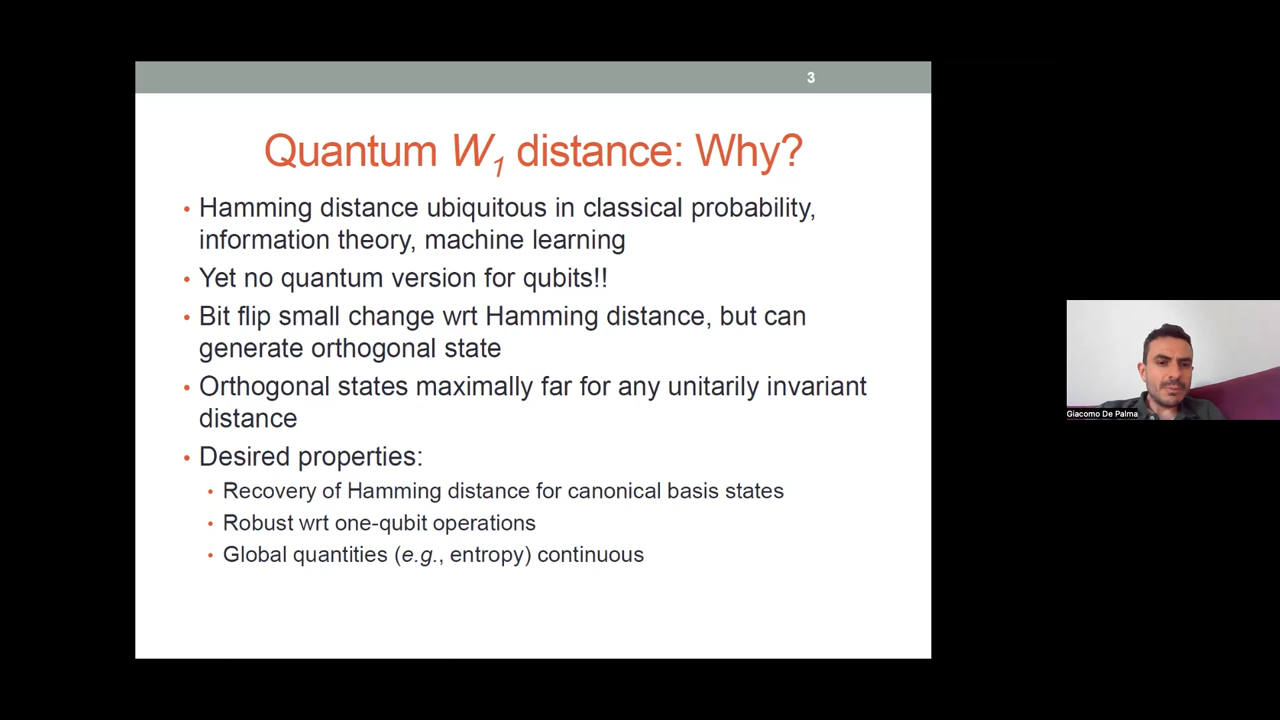 3
Quantum W1 distance: Why?
• Hamming distance ubiquitous in classical probability,
information theory, machine learning
• Yet no quantum version for qubits!!
• Bit flip small change wrt Hamming distance, but can
generate orthogonal state
• Orthogonal states maximally far for any unitarily invariant
distance
• Desired properties:
• Recovery of Hamming distance for canonical basis states
• Robust wrt one-qubit operations
• Global quantities (e.g., entropy) continuous
Giacomo De Palma